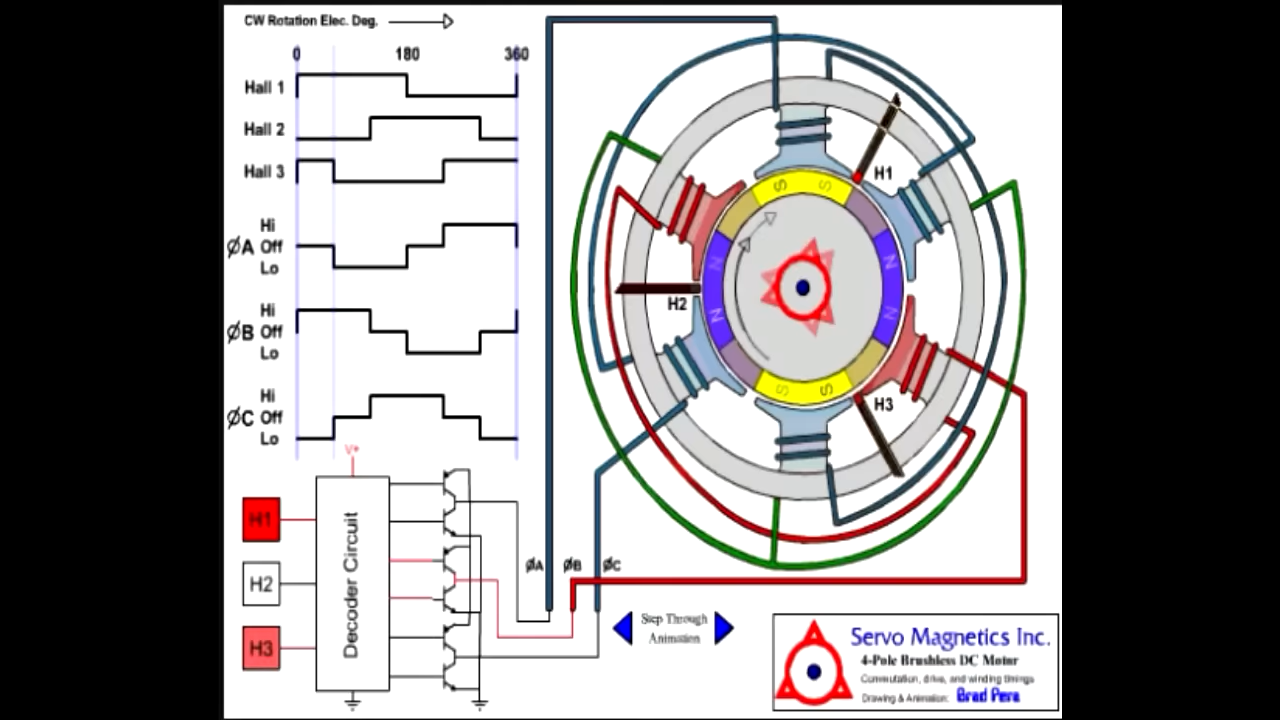 CW Rotation Elec. Deg.
0 180 360
Hall 1
Hall 2
Hall 3
Hi
ØA Off
Lo
Hi
ØB Off
Lo
Hi
ØC Off
Lo
V+
H1
H2
H3
Decoder Circuit
ØA ØB ØC
S S
N N
N N
S S
H1
H2
H3
Step Through
Animation
Servo Magnetics Inc.
4-Pole Brushless DC Motor
Commutation, drive, and winding timings
Drawing & Animation: Brad Pera